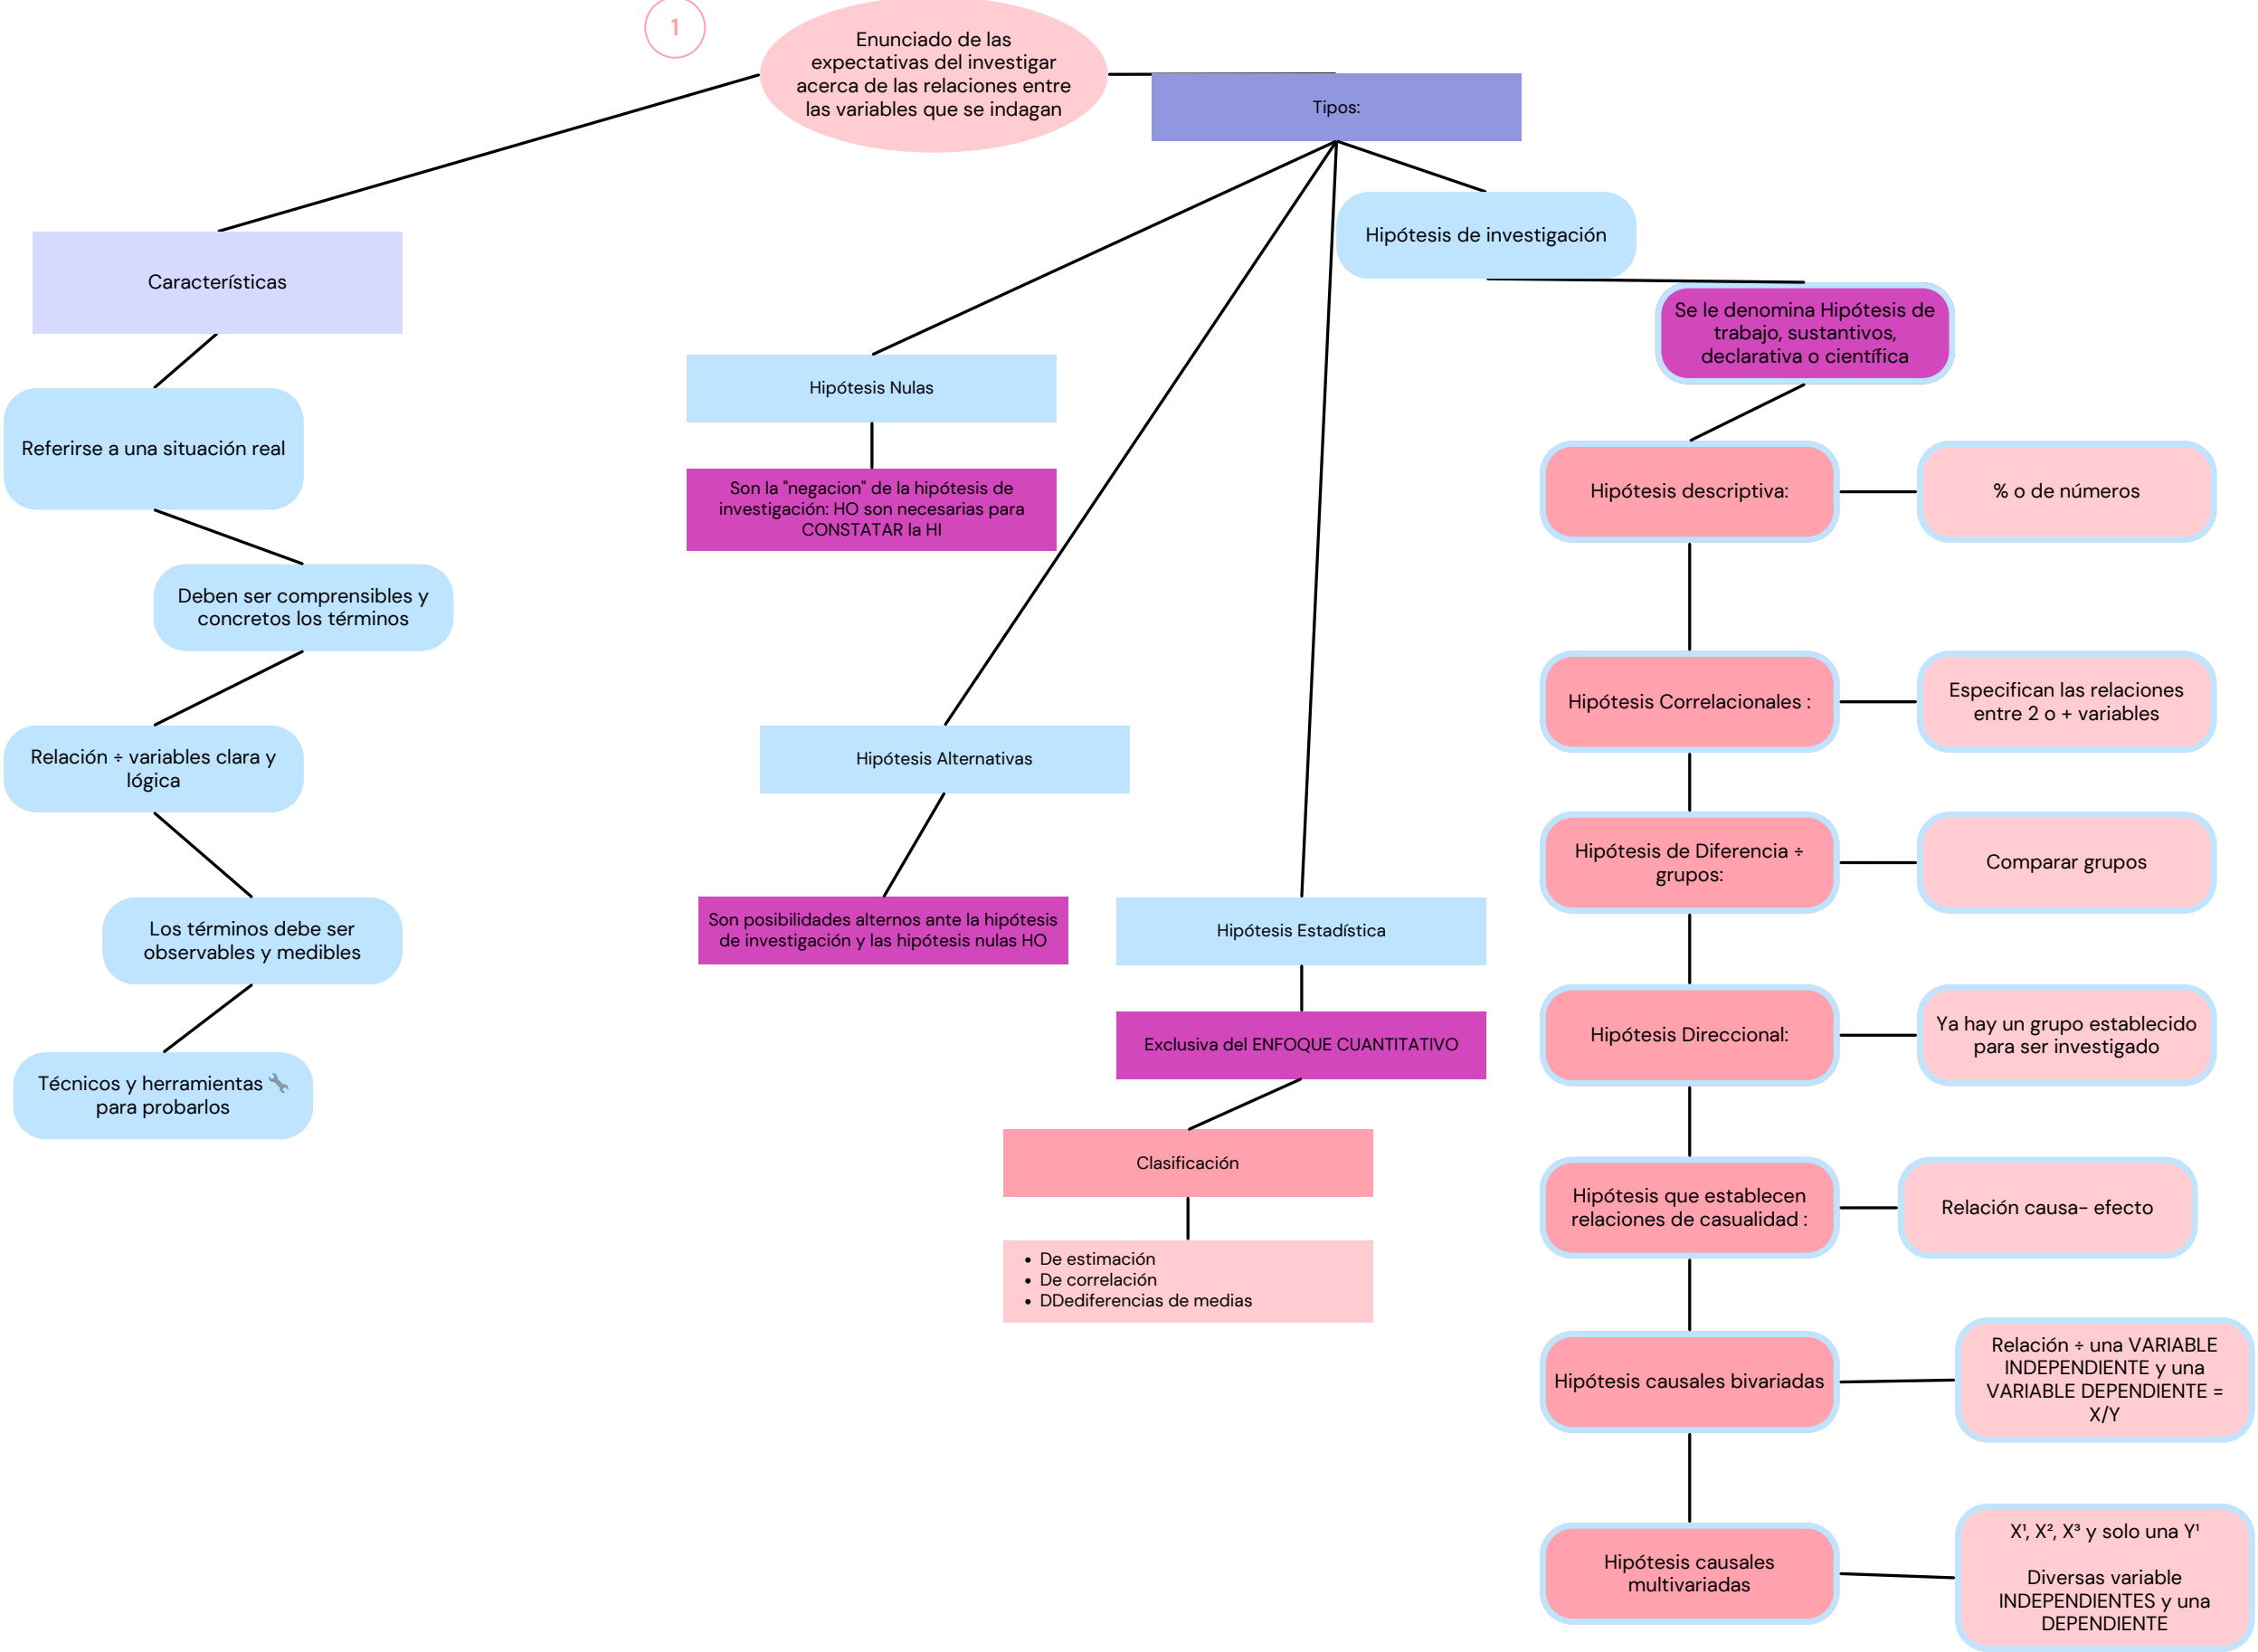 1
Enunciado de las
expectativas del investigar
acerca de las relaciones entre
las variables que se indagan
Tipos:
Características
Referirse a una situación real
Deben ser comprensibles y
concretos los términos
Relación ÷ variables clara y
lógica
Los términos debe ser
observables y medibles
Técnicos y herramientas 🔧
para probarlos
Hipótesis Nulas
Son la "negacion" de la hipótesis de
investigación: HO son necesarias para
CONSTATAR la HI
Hipótesis Alternativas
Son posibilidades alternos ante la hipótesis
de investigación y las hipótesis nulas HO
Hipótesis Estadística
Exclusiva del ENFOQUE CUANTITATIVO
Clasificación
• De estimación
• De correlación
• DDediferencias de medias
Hipótesis de investigación
Se le denomina Hipótesis de
trabajo, sustantivos,
declarativa o científica
Hipótesis descriptiva:
% o de números
Hipótesis Correlacionales :
Especifican las relaciones
entre 2 o + variables
Hipótesis de Diferencia ÷
grupos:
Comparar grupos
Hipótesis Direccional:
Ya hay un grupo establecido
para ser investigado
Hipótesis que establecen
relaciones de casualidad :
Relación causa- efecto
Hipótesis causales bivariadas
Relación ÷ una VARIABLE
INDEPENDIENTE y una
VARIABLE DEPENDIENTE =
X/Y
Hipótesis causales
multivariadas
X¹, X², X³ y solo una Y¹
Diversas variable
INDEPENDIENTES y una
DEPENDIENTE